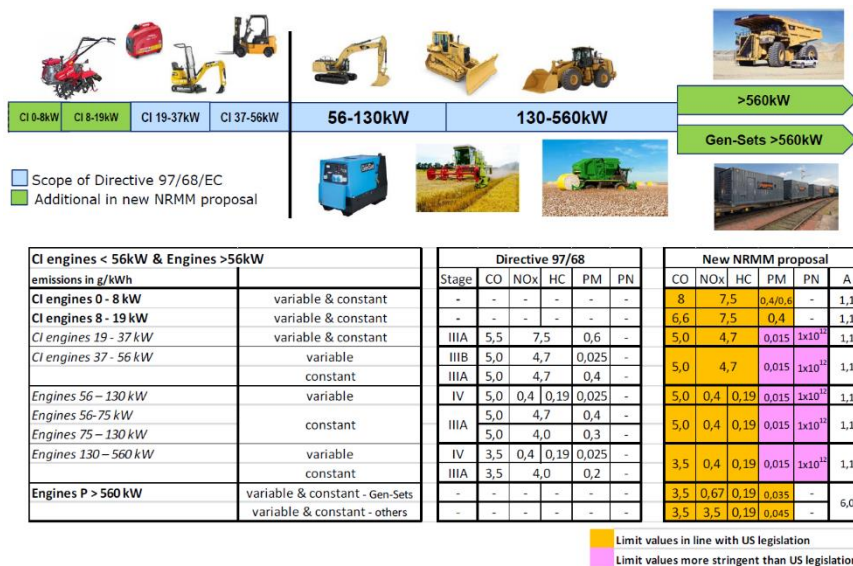 CI 0-8kW CI 8-19kW CI 19-37kW CI 37-56kW 56-130kW 130-560kW >560kW
Gen-Sets >560kW
Scope of Directive 97/68/EC
Additional in new NRMM proposal
CI engines < 56kW & Engines >56kW Directive 97/68 New NRMM proposal
emissions in g/kWh Stage CO NOx HC PM PN CO NOx HC PM PN A
CI engines 0 - 8 kW variable & constant - - - - - - 8 7,5 0,4/0,6 - 1,1
CI engines 8 - 19 kW variable & constant - - - - - - 6,6 7,5 0,4 - 1,1
CI engines 19 - 37 kW variable & constant IIIA 5,5 7,5 0,6 - 5,0 4,7 0,015 1x10¹² 1,1
CI engines 37 - 56 kW variable IIIB 5,0 4,7 0,025 - 5,0 4,7 0,015 1x10¹² 1,1
constant IIIA 5,0 4,7 0,4 -
Engines 56 – 130 kW variable IV 5,0 0,4 0,19 0,025 - 5,0 0,4 0,19 0,015 1x10¹² 1,1
Engines 56-75 kW constant IIIA 5,0 4,7 0,4 - 5,0 0,4 0,19 0,015 1x10¹² 1,1
Engines 75 – 130 kW 5,0 4,0 0,3 -
Engines 130 – 560 kW variable IV 3,5 0,4 0,19 0,025 - 3,5 0,4 0,19 0,015 1x10¹² 1,1
constant IIIA 3,5 4,0 0,2 -
Engines P > 560 kW variable & constant - Gen-Sets - - - - - - 3,5 0,67 0,19 0,035 - 6,0
variable & constant - others - - - - - - 3,5 3,5 0,19 0,045 -
Limit values in line with US legislation
Limit values more stringent than US legislation